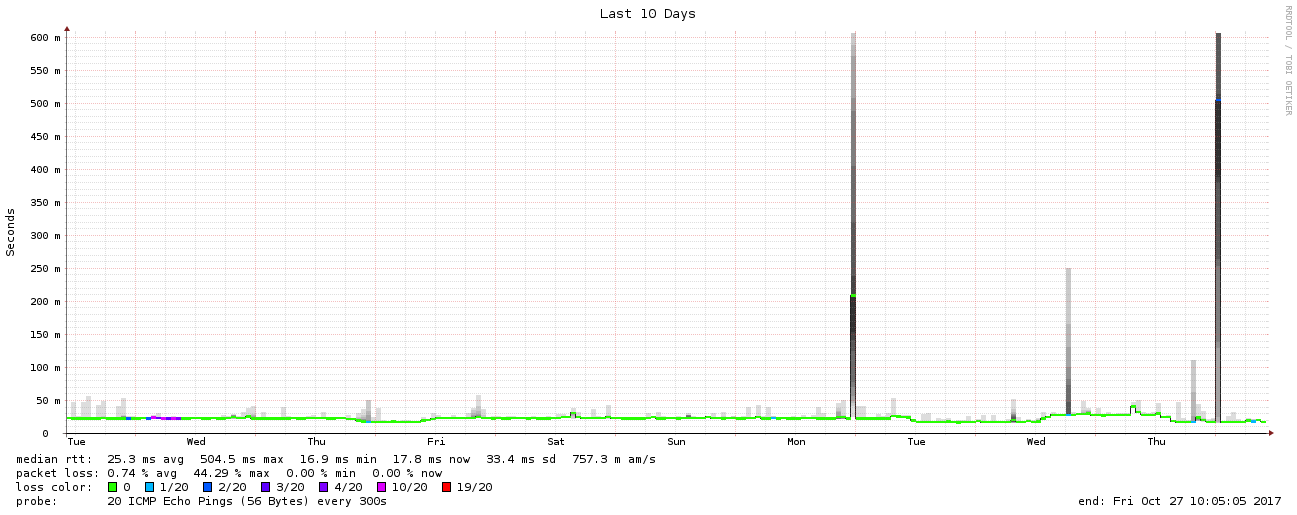 Last 10 Days
RRDTOOL / TOBI OETIKER
Seconds
600 m
550 m
500 m
450 m
400 m
350 m
300 m
250 m
200 m
150 m
100 m
50 m
0
Tue Wed Thu Fri Sat Sun Mon Tue Wed Thu
median rtt: 25.3 ms avg 504.5 ms max 16.9 ms min 17.8 ms now 33.4 ms sd 757.3 m am/s
packet loss: 0.74 % avg 44.29 % max 0.00 % min 0.00 % now
loss color: 0 1/20 2/20 3/20 4/20 10/20 19/20
probe: 20 ICMP Echo Pings (56 Bytes) every 300s end: Fri Oct 27 10:05:05 2017